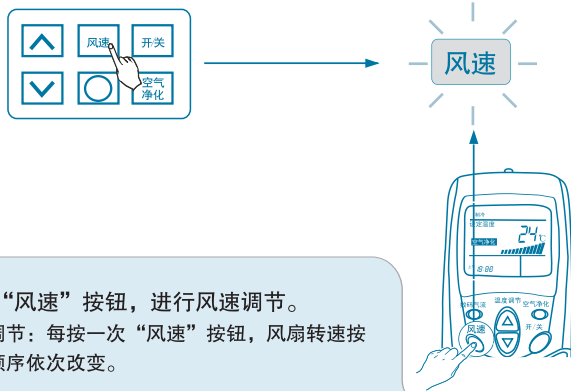 风速
开关
空气
净化
风速
制冷
设定温度
24℃
空气净化
温度调节
空气净化
风速
开/关
“风速”按钮，进行风速调节。
调节：每按一次“风速”按钮，风扇转速按
顺序依次改变。